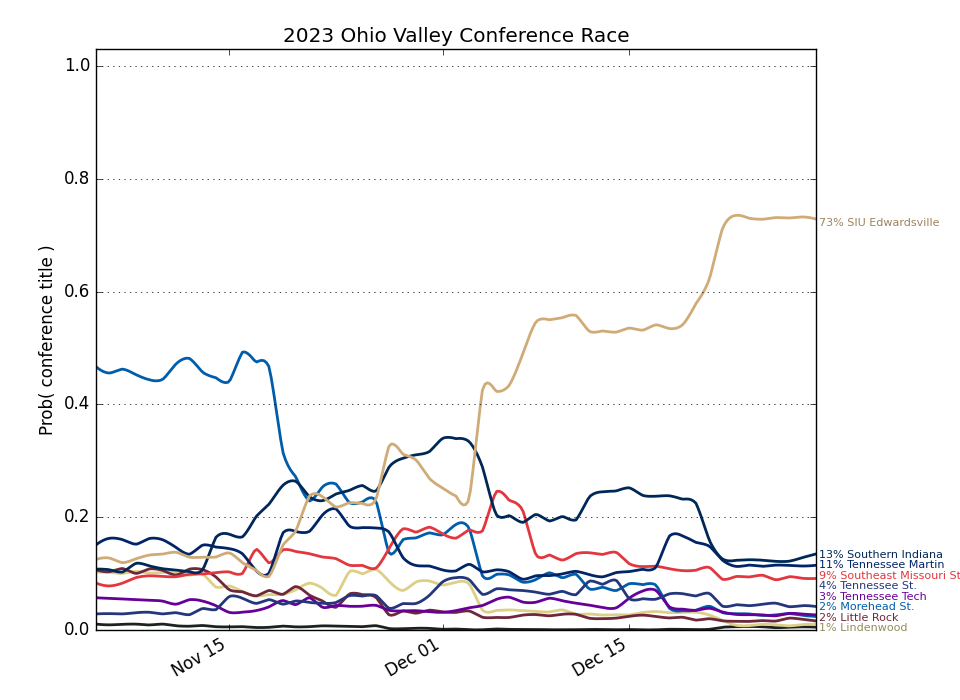 2023 Ohio Valley Conference Race
Prob( conference title )
1.0
0.8
0.6
0.4
0.2
0.0
Nov 15
Dec 01
Dec 15
73% SIU Edwardsville
13% Southern Indiana
11% Tennessee Martin
9% Southeast Missouri St
4% Tennessee St.
3% Tennessee Tech
2% Morehead St.
2% Little Rock
1% Lindenwood